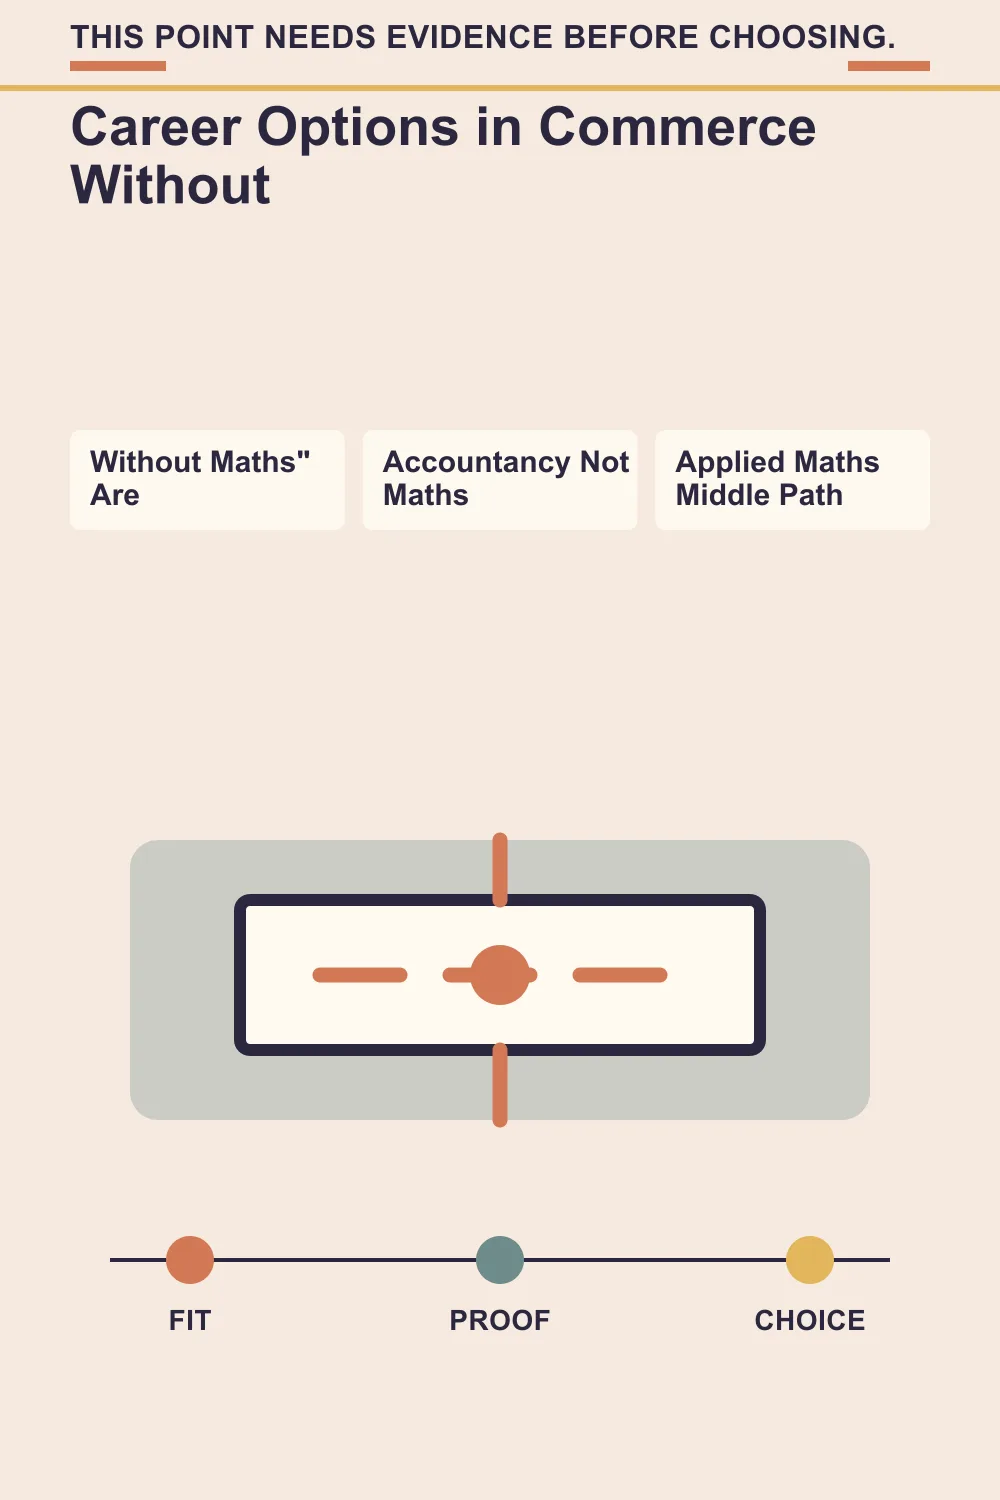 THIS POINT NEEDS EVIDENCE BEFORE CHOOSING.
Career Options in Commerce
Without
Without Maths"
Are
Accountancy Not
Maths
Applied Maths
Middle Path
FIT
PROOF
CHOICE